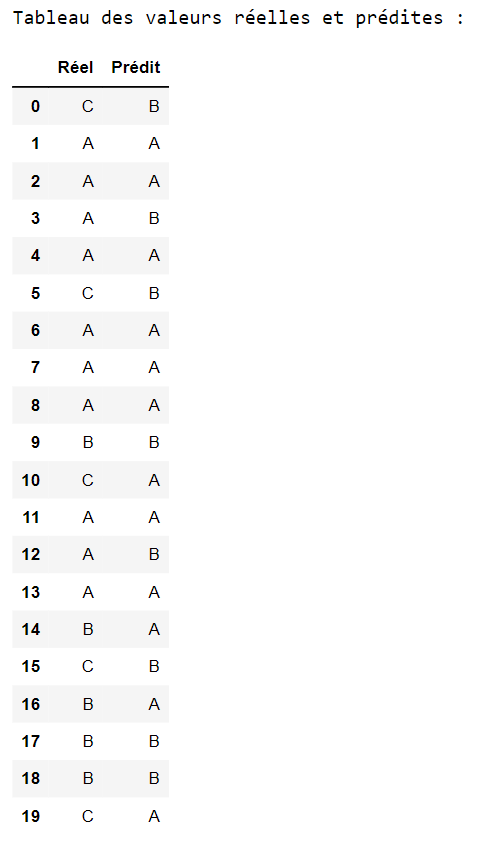 Tableau des valeurs réelles et prédites :
Réel Prédit
0 C B
1 A A
2 A A
3 A B
4 A A
5 C B
6 A A
7 A A
8 A A
9 B B
10 C A
11 A A
12 A B
13 A A
14 B A
15 C B
16 B A
17 B B
18 B B
19 C A